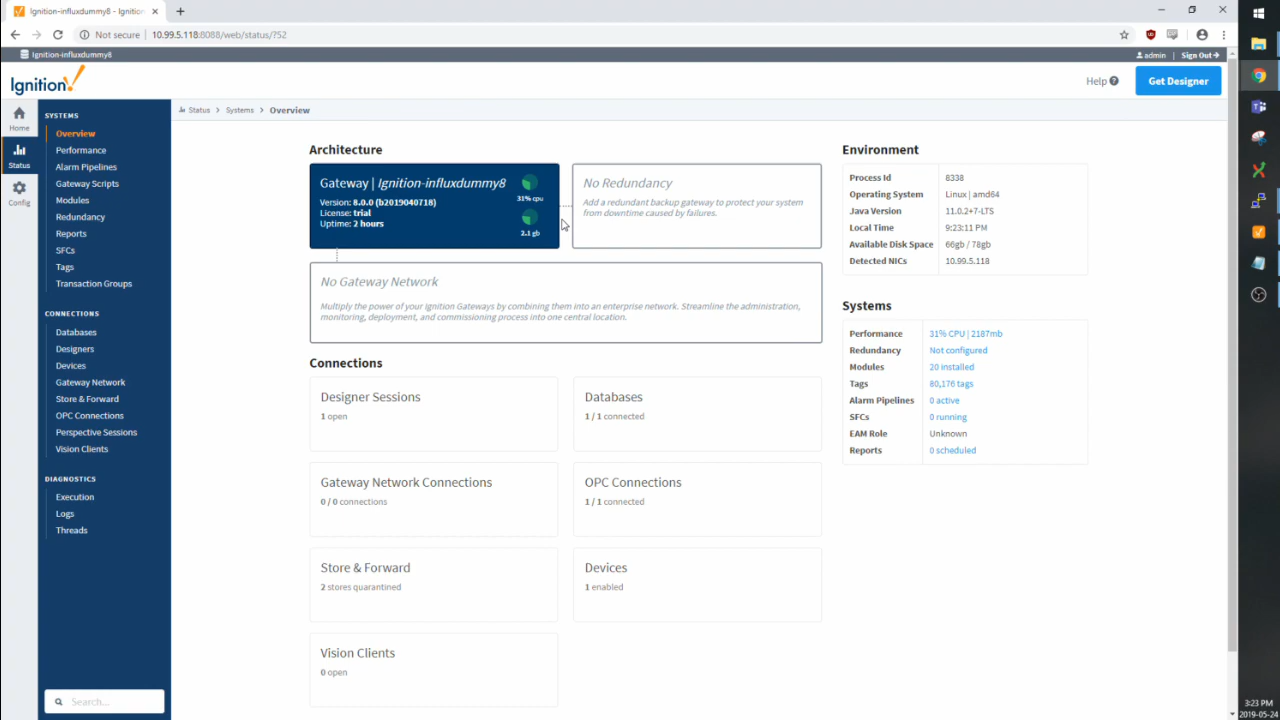 Ignition-influxdummy8 - Ignition
Not secure | 10.99.5.118:8088/web/status/?52
Ignition-influxdummy8
admin | Sign Out
Ignition!
Help
Get Designer
Home
Status
Config
SYSTEMS
Overview
Performance
Alarm Pipelines
Gateway Scripts
Modules
Redundancy
Reports
SFCs
Tags
Transaction Groups
CONNECTIONS
Databases
Designers
Devices
Gateway Network
Store & Forward
OPC Connections
Perspective Sessions
Vision Clients
DIAGNOSTICS
Execution
Logs
Threads
Search...
Status > Systems > Overview
Architecture
Gateway | Ignition-influxdummy8
Version: 8.0.0 (b2019040718)
License: trial
Uptime: 2 hours
31% cpu
2.1 gb
No Redundancy
Add a redundant backup gateway to protect your system
from downtime caused by failures.
No Gateway Network
Multiply the power of your Ignition Gateways by combining them into an enterprise network. Streamline the administration,
monitoring, deployment, and commissioning process into one central location.
Connections
Designer Sessions
1 open
Databases
1 / 1 connected
Gateway Network Connections
0 / 0 connections
OPC Connections
1 / 1 connected
Store & Forward
2 stores quarantined
Devices
1 enabled
Vision Clients
0 open
Environment
Process Id 8338
Operating System Linux | amd64
Java Version 11.0.2+7-LTS
Local Time 9:23:11 PM
Available Disk Space 66gb / 78gb
Detected NICs 10.99.5.118
Systems
Performance 31% CPU | 2187mb
Redundancy Not configured
Modules 20 installed
Tags 80,176 tags
Alarm Pipelines 0 active
SFCs 0 running
EAM Role Unknown
Reports 0 scheduled
3:23 PM
2019-05-24